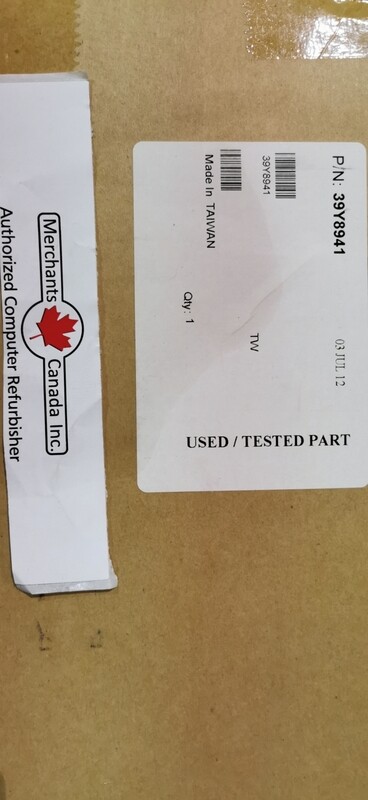 P/N: 39Y8941
03 JUL 12
39Y8941
TW
Made In TAIWAN
Qty: 1
USED / TESTED PART
Merchants Canada Inc.
Authorized Computer Refurbisher